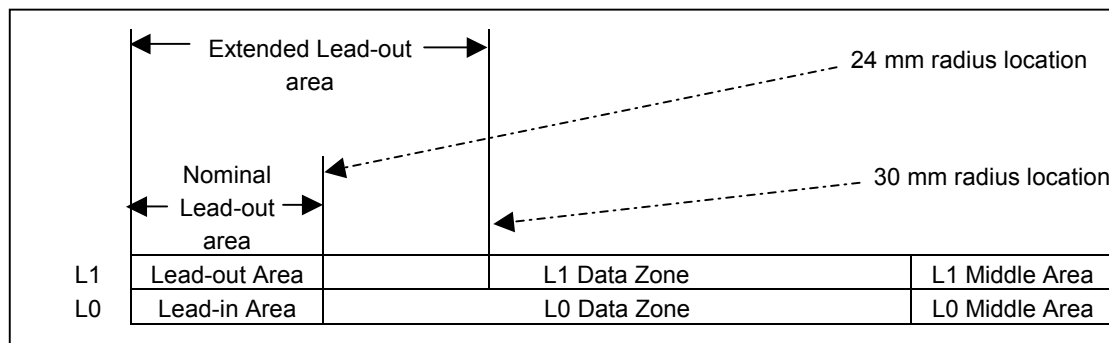 Extended Lead-out
area
24 mm radius location
Nominal
Lead-out
area
30 mm radius location
L1 Lead-out Area L1 Data Zone L1 Middle Area
L0 Lead-in Area L0 Data Zone L0 Middle Area